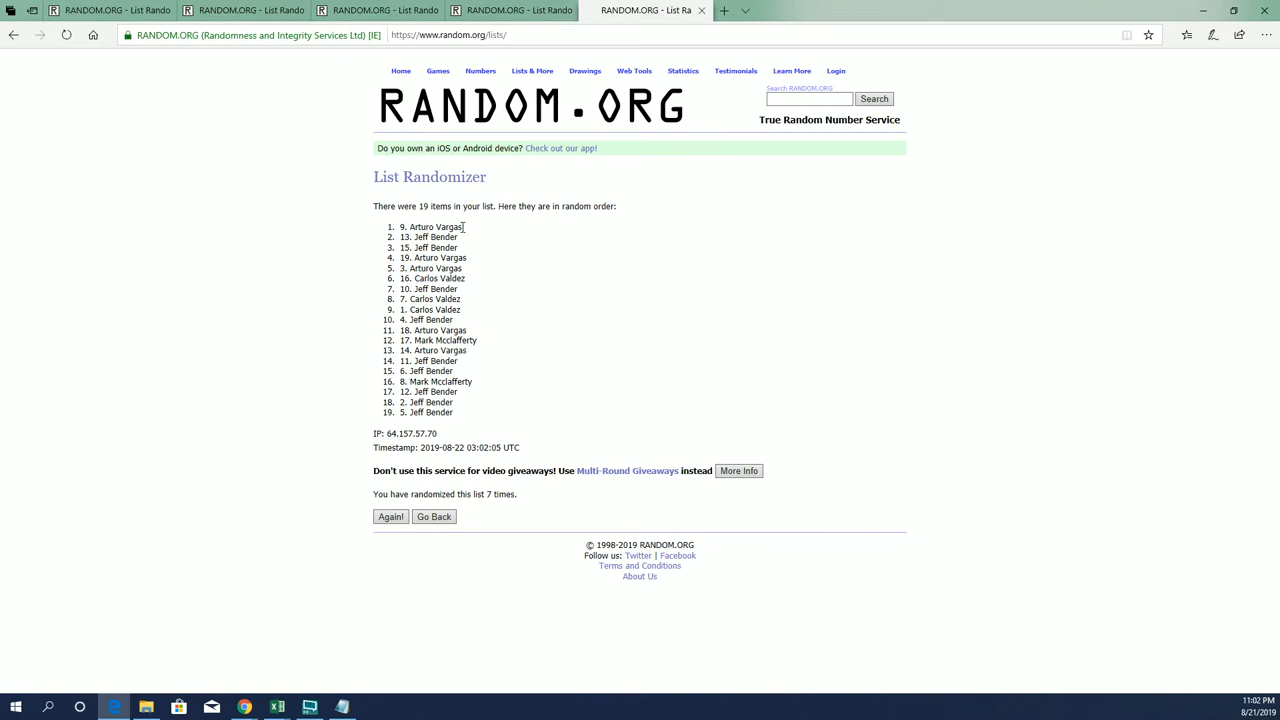 RANDOM.ORG - List Rando
RANDOM.ORG - List Rando
RANDOM.ORG - List Rando
RANDOM.ORG - List Rando
RANDOM.ORG - List Ra
RANDOM.ORG (Randomness and Integrity Services Ltd) [IE] https://www.random.org/lists/
Home Games Numbers Lists & More Drawings Web Tools Statistics Testimonials Learn More Login
RANDOM.ORG
Search RANDOM.ORG
Search
True Random Number Service
Do you own an iOS or Android device? Check out our app!
List Randomizer
There were 19 items in your list. Here they are in random order:
1. 9. Arturo Vargas
2. 13. Jeff Bender
3. 15. Jeff Bender
4. 19. Arturo Vargas
5. 3. Arturo Vargas
6. 16. Carlos Valdez
7. 10. Jeff Bender
8. 7. Carlos Valdez
9. 1. Carlos Valdez
10. 4. Jeff Bender
11. 18. Arturo Vargas
12. 17. Mark Mcclafferty
13. 14. Arturo Vargas
14. 11. Jeff Bender
15. 6. Jeff Bender
16. 8. Mark Mcclafferty
17. 12. Jeff Bender
18. 2. Jeff Bender
19. 5. Jeff Bender
IP: 64.157.57.70
Timestamp: 2019-08-22 03:02:05 UTC
Don't use this service for video giveaways! Use Multi-Round Giveaways instead More Info
You have randomized this list 7 times.
Again! Go Back
© 1998-2019 RANDOM.ORG
Follow us: Twitter | Facebook
Terms and Conditions
About Us
11:02 PM
8/21/2019